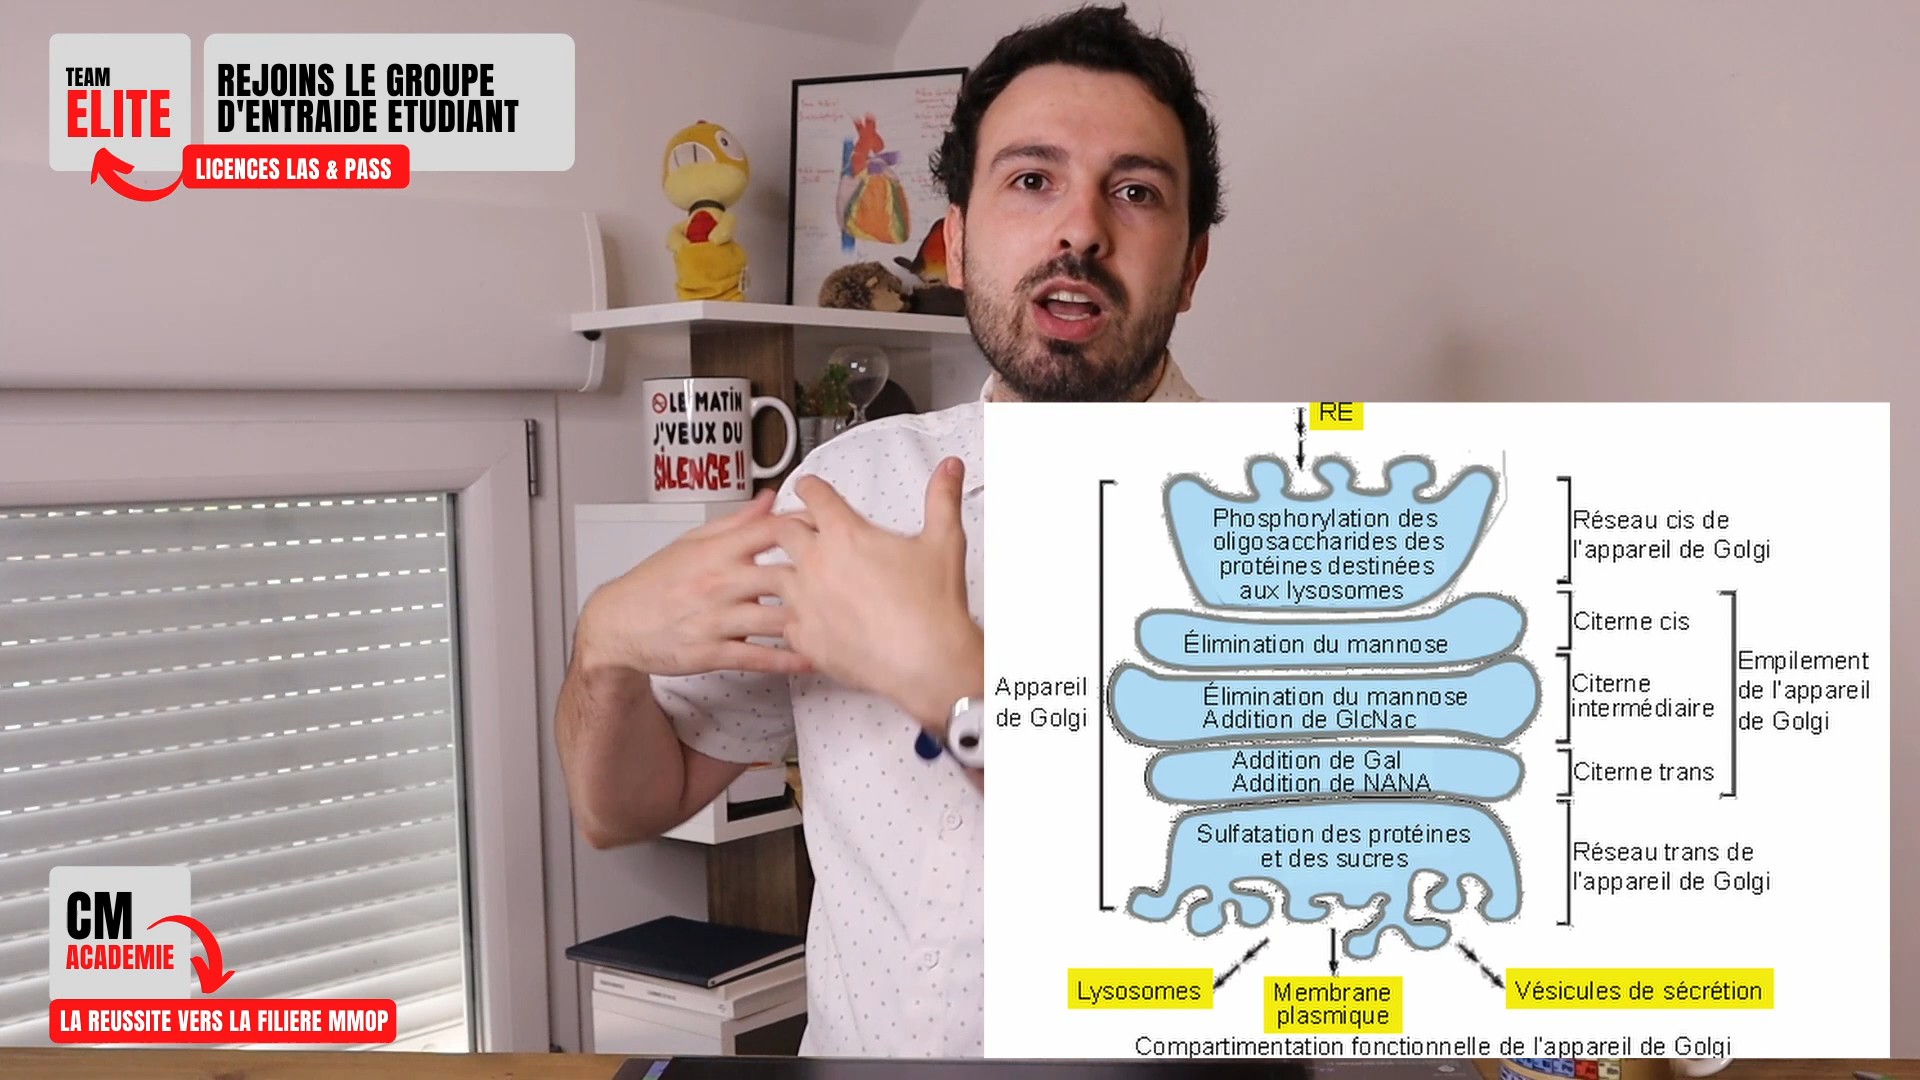 TEAM
ELITE
REJOINS LE GROUPE
D'ENTRAIDE ETUDIANT
LICENCES LAS & PASS
LE MATIN
J'VEUX DU
SILENCE !!
RE
Phosphorylation des
oligosaccharides des
protéines destinées
aux lysosomes
Réseau cis de
l'appareil de Golgi
Élimination du mannose
Citerne cis
Élimination du mannose
Addition de GlcNac
Citerne
intermédiaire
Addition de Gal
Addition de NANA
Citerne trans
Empilement
de l'appareil
de Golgi
Appareil
de Golgi
Sulfatation des protéines
et des sucres
Réseau trans de
l'appareil de Golgi
Lysosomes
Membrane
plasmique
Vésicules de sécrétion
Compartimentation fonctionnelle de l'appareil de Golgi
CM
ACADEMIE
LA REUSSITE VERS LA FILIERE MMOP